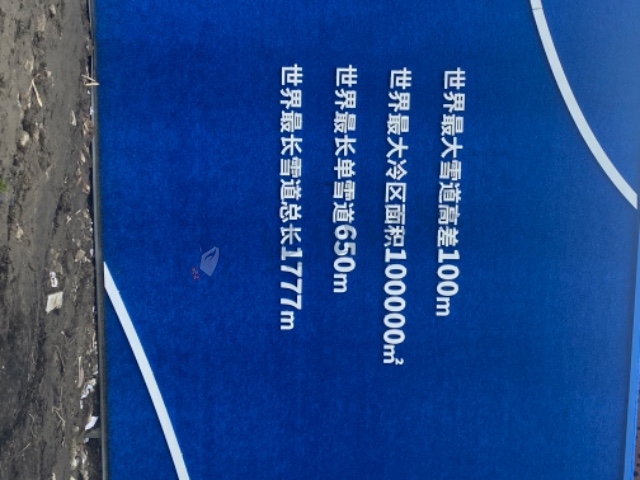 世界最大雪道高差100m
世界最大冷区面积100000㎡
世界最长单雪道650m
世界最长雪道总长1777m